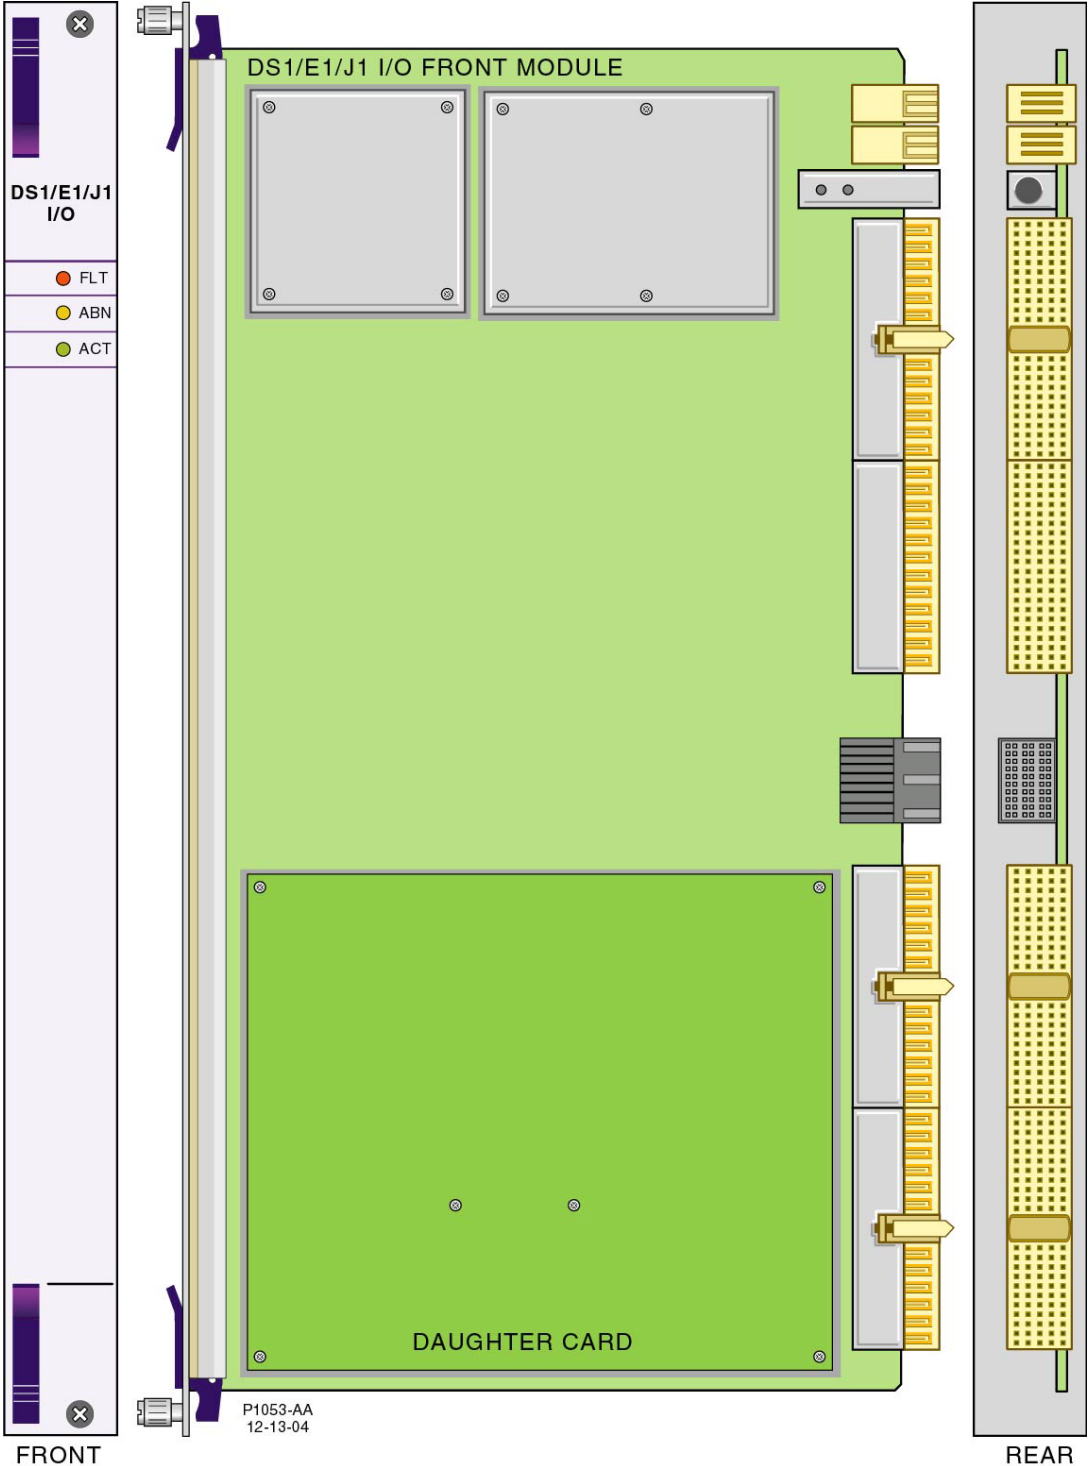 DS1/E1/J1 I/O FRONT MODULE
DS1/E1/J1
I/O
FLT
ABN
ACT
DAUGHTER CARD
P1053-AA
12-13-04
FRONT
REAR